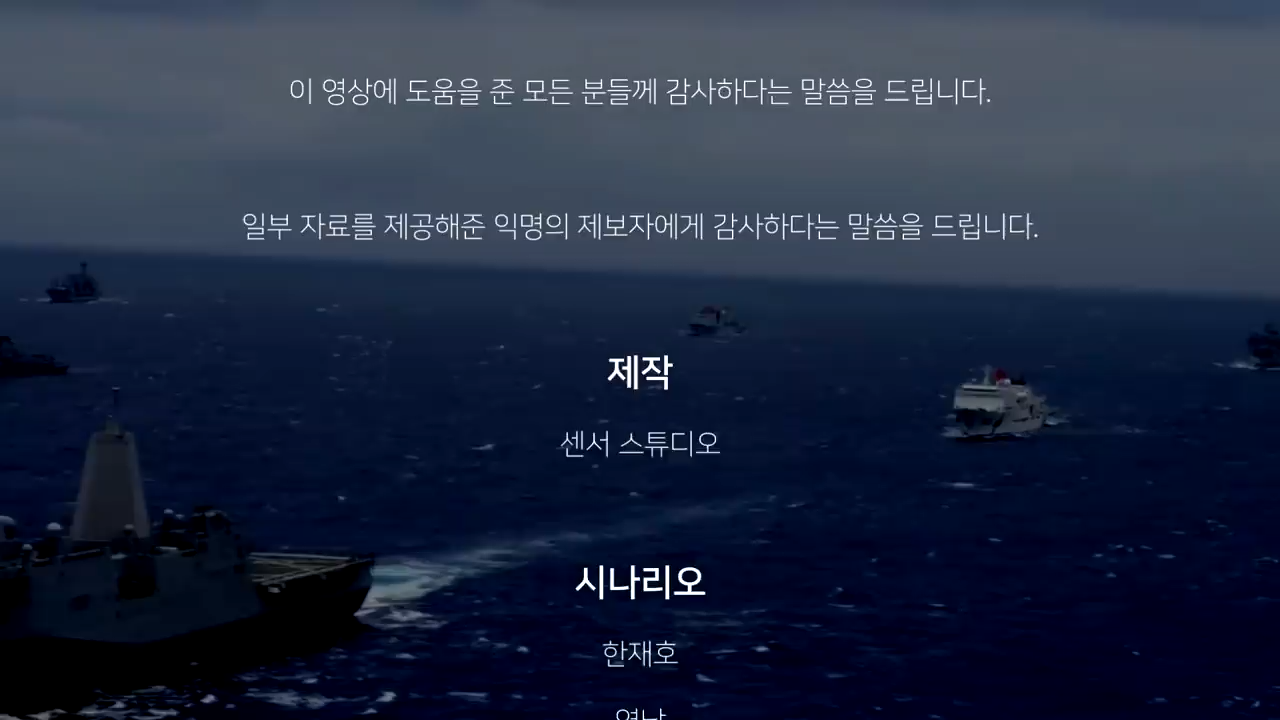 이 영상에 도움을 준 모든 분들께 감사하다는 말씀을 드립니다.
일부 자료를 제공해준 익명의 제보자에게 감사하다는 말씀을 드립니다.
제작
센서 스튜디오
시나리오
한재호